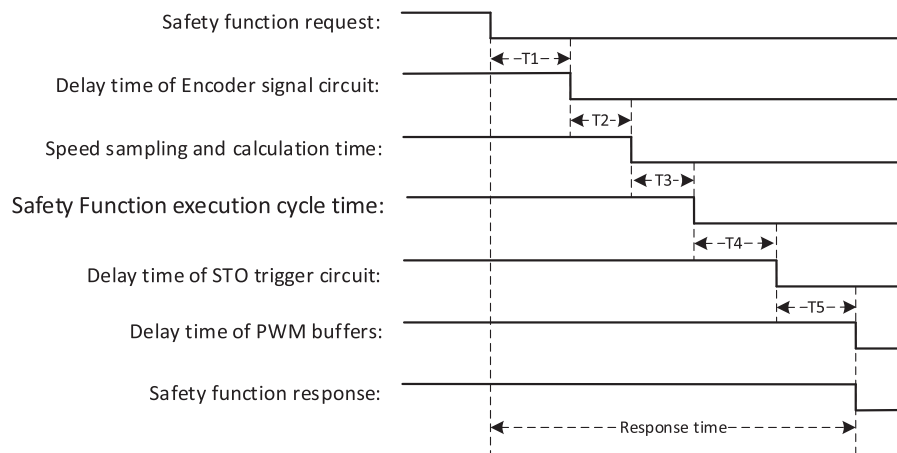 Safety function request:
T1
Delay time of Encoder signal circuit:
T2
Speed sampling and calculation time:
T3
Safety Function execution cycle time:
T4
Delay time of STO trigger circuit:
T5
Delay time of PWM buffers:
Safety function response:
Response time